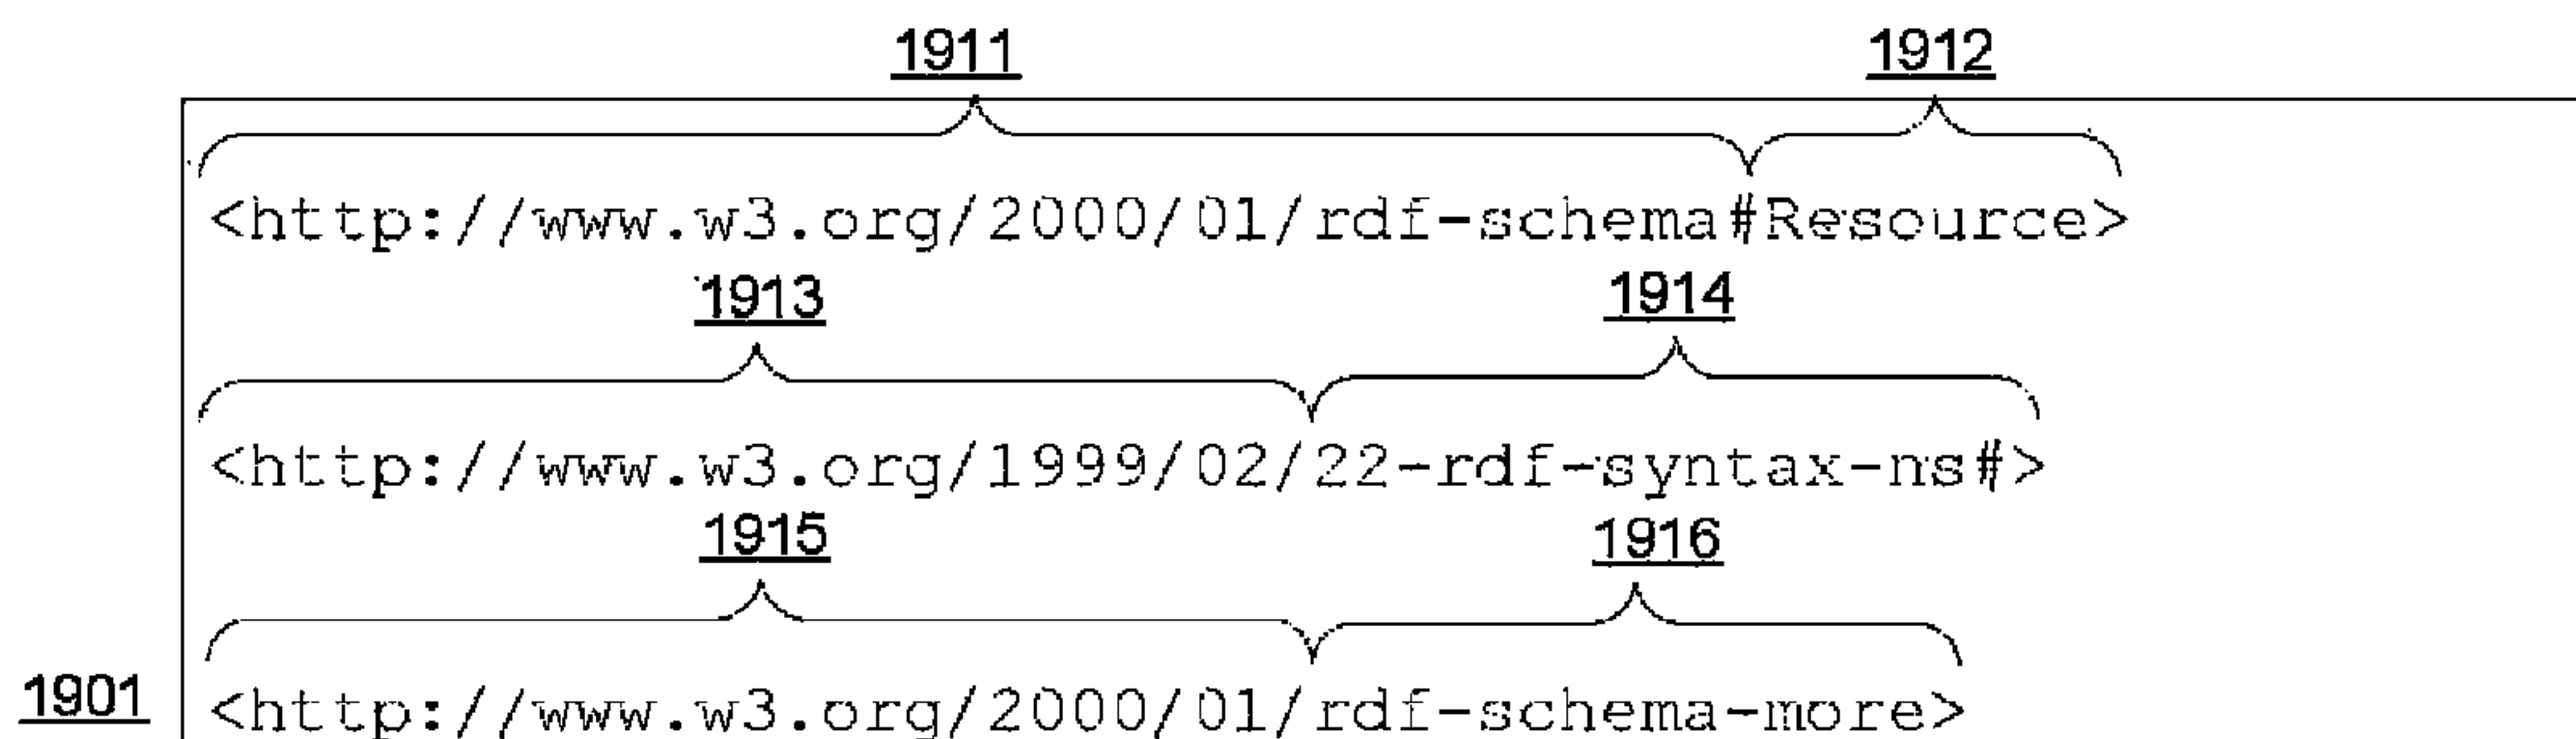 1911 1912
<http://www.w3.org/2000/01/rdf-schema#Resource>
1913 1914
<http://www.w3.org/1999/02/22-rdf-syntax-ns#>
1915 1916
1901 <http://www.w3.org/2000/01/rdf-schema-more>